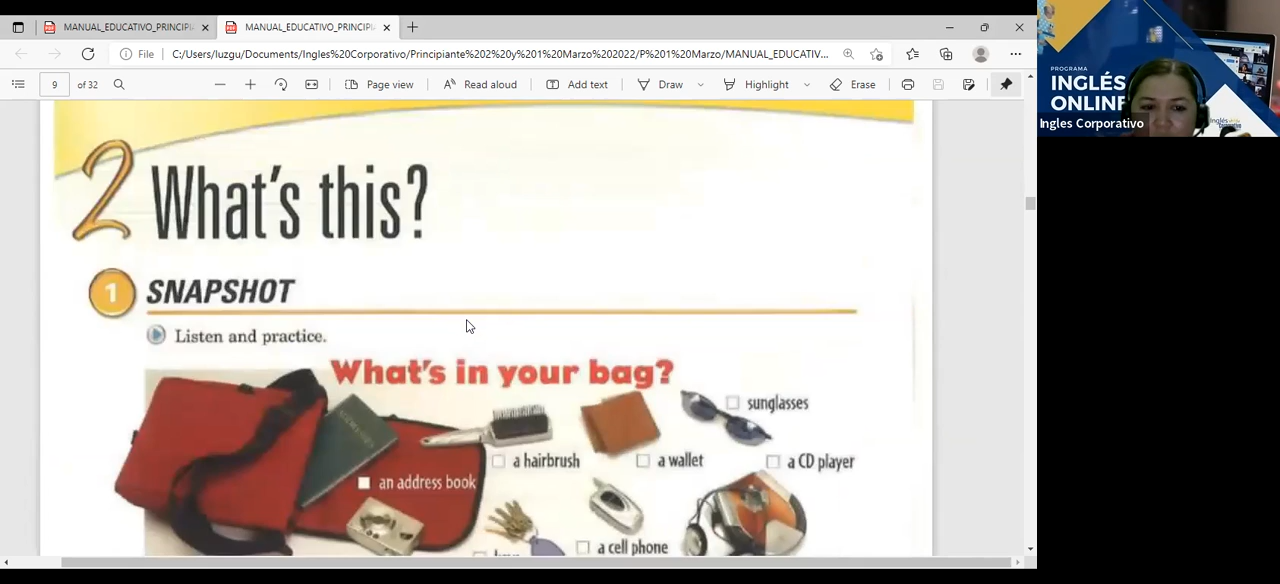 MANUAL_EDUCATIVO_PRINCIPI
MANUAL_EDUCATIVO_PRINCIPI
File
C:/Users/luzgu/Documents/Ingles%20Corporativo/Principiante%202%20y%201%20Marzo%202022/P%201%20Marzo/MANUAL_EDUCATIV...
9 of 32
Page view
Read aloud
Add text
Draw
Highlight
Erase
PROGRAMA
INGLÉS
Ingles Corporativo
2 What's this?
1 SNAPSHOT
Listen and practice.
What's in your bag?
sunglasses
a hairbrush
a wallet
a CD player
an address book
a cell phone